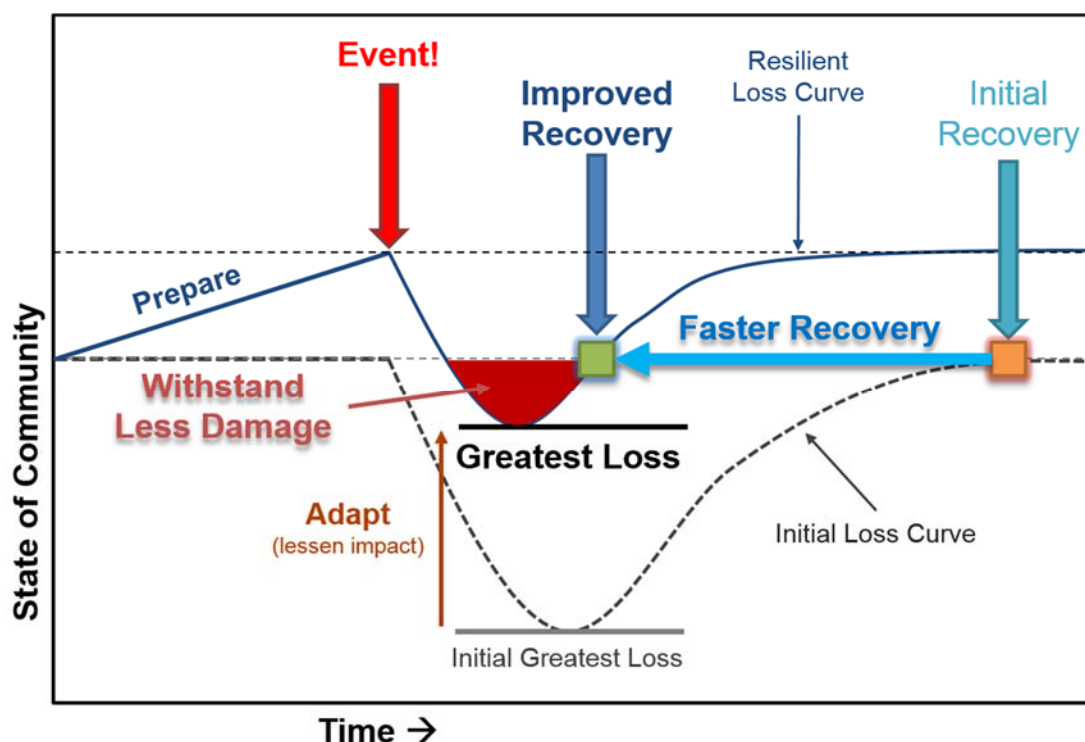 Event!
Improved
Recovery
Resilient
Loss Curve
Initial
Recovery
Prepare
Faster Recovery
Withstand
Less Damage
Greatest Loss
Adapt
(lessen impact)
Initial Loss Curve
Initial Greatest Loss
State of Community
Time →